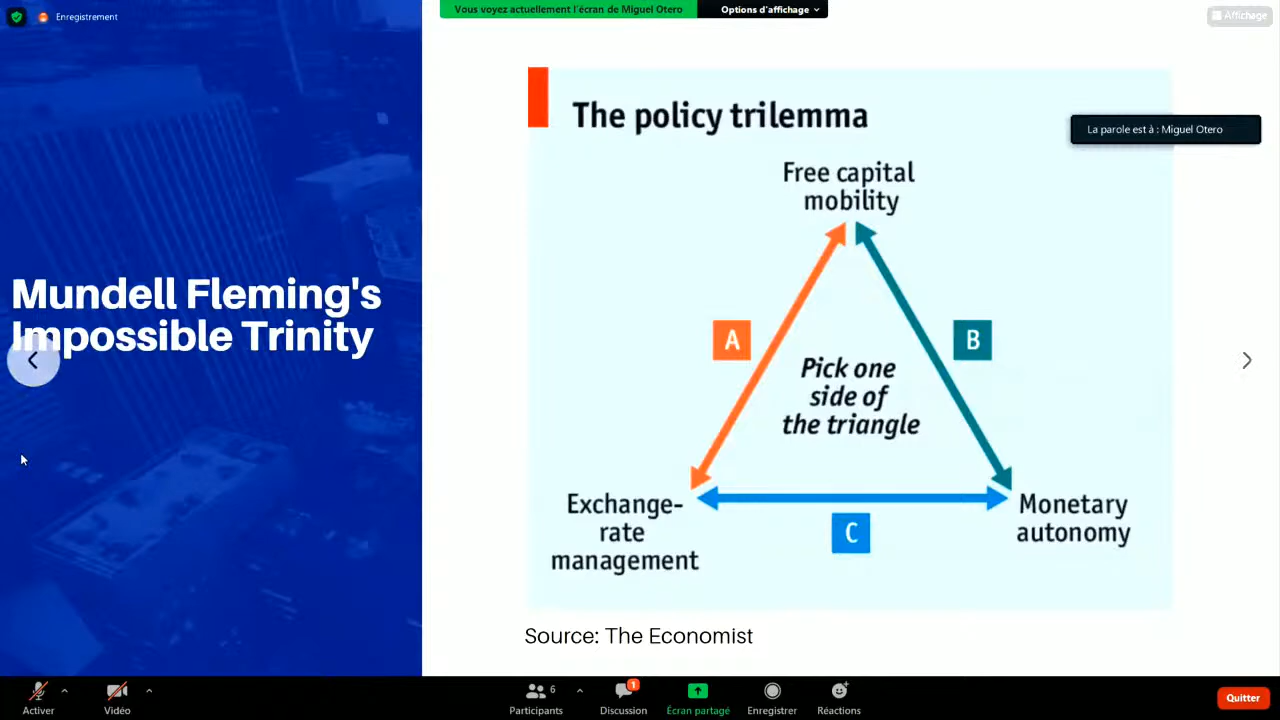 Enregistrement
Vous voyez actuellement l'écran de Miguel Otero
Options d'affichage
Affichage
The policy trilemma
La parole est à : Miguel Otero
Free capital
mobility
Mundell Fleming's
Impossible Trinity
A
B
Pick one
side of
the triangle
Exchange-
rate
management
Monetary
autonomy
C
Source: The Economist
Activer
Vidéo
6
Participants
1
Discussion
Écran partagé
Enregistrer
Réactions
Quitter